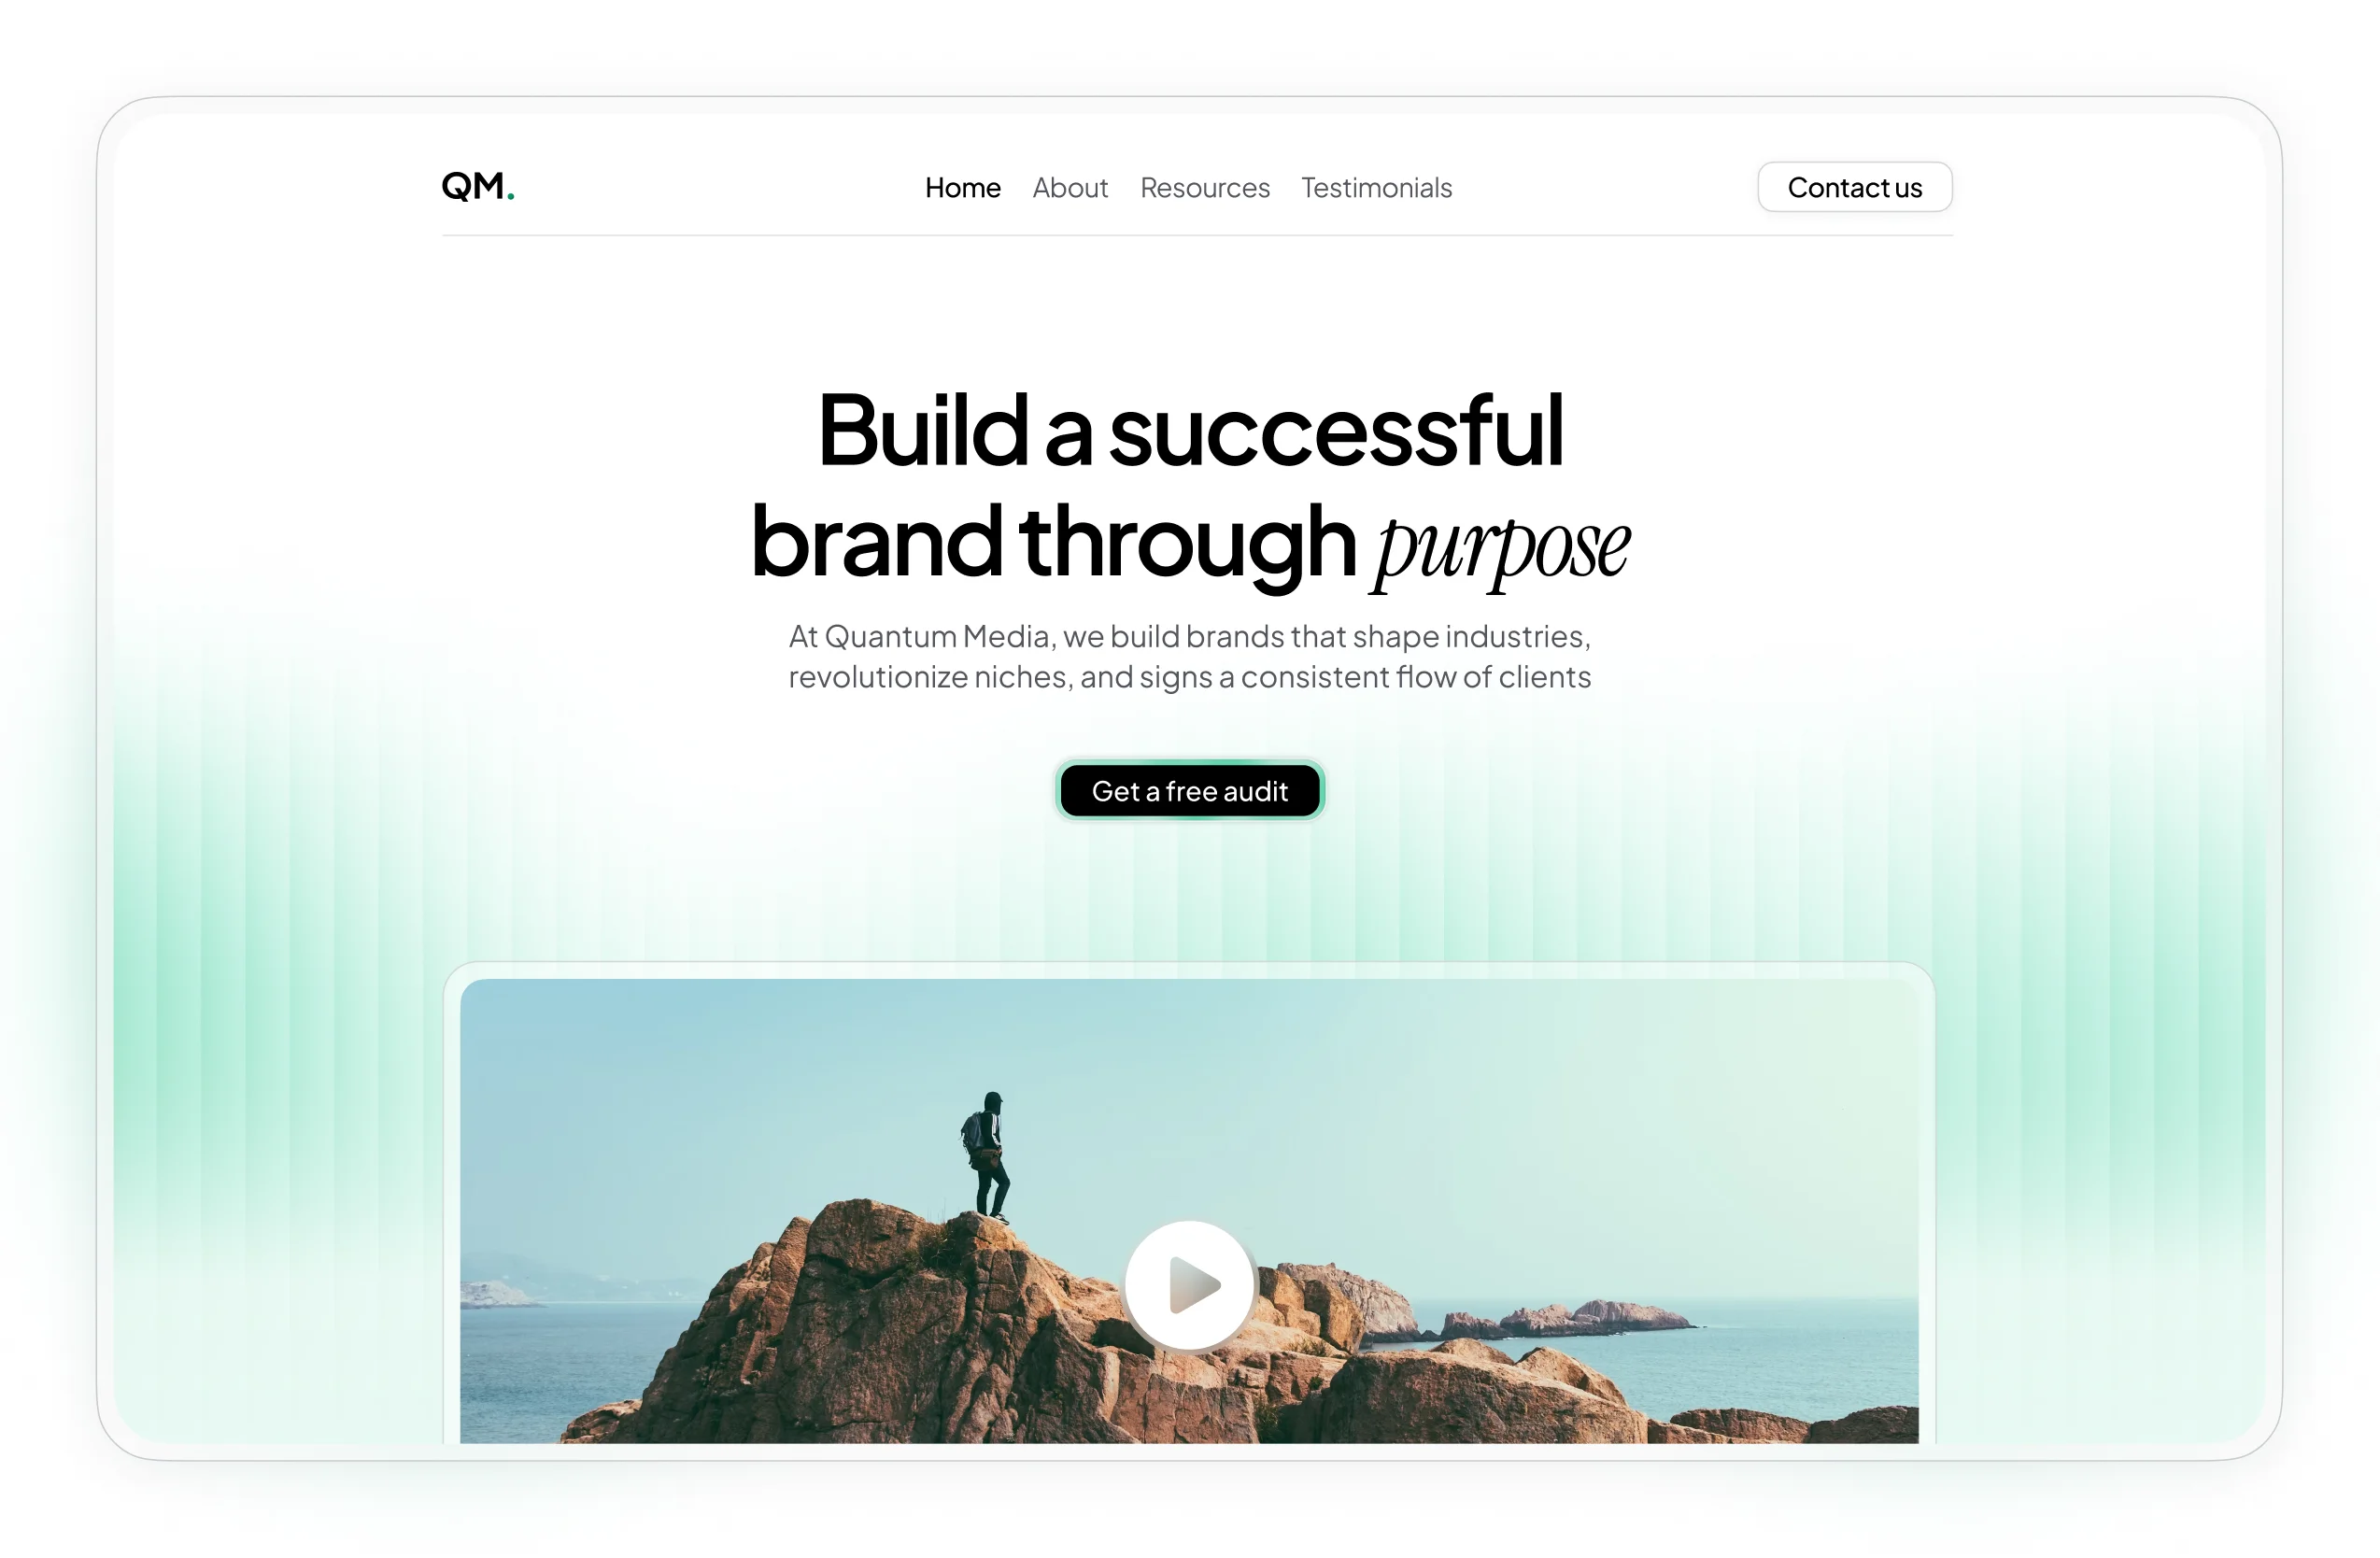 QM.
Home About Resources Testimonials
Contact us
Build a successful
brand through purpose
At Quantum Media, we build brands that shape industries,
revolutionize niches, and signs a consistent flow of clients
Get a free audit